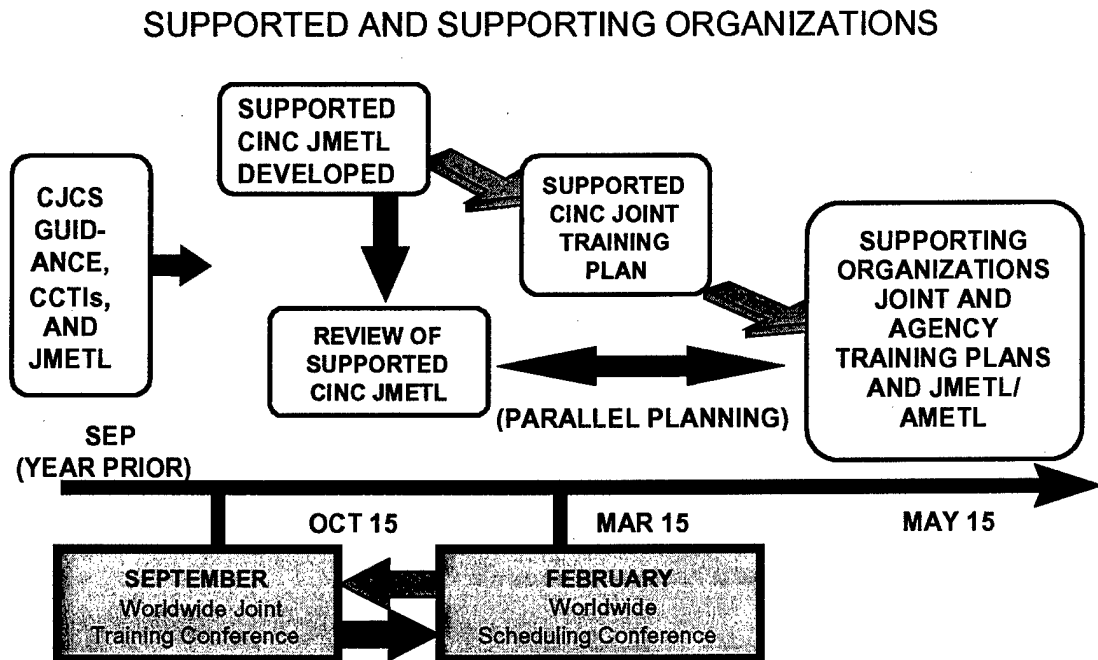 SUPPORTED AND SUPPORTING ORGANIZATIONS
CJCS
GUID-
ANCE,
CCTIs,
AND
JMETL
SUPPORTED
CINC JMETL
DEVELOPED
REVIEW OF
SUPPORTED
CINC JMETL
SUPPORTED
CINC JOINT
TRAINING
PLAN
(PARALLEL PLANNING)
SUPPORTING
ORGANIZATIONS
JOINT AND
AGENCY
TRAINING PLANS
AND JMETL/
AMETL
SEP
(YEAR PRIOR)
OCT 15
MAR 15
MAY 15
SEPTEMBER
Worldwide Joint
Training Conference
FEBRUARY
Worldwide
Scheduling Conference